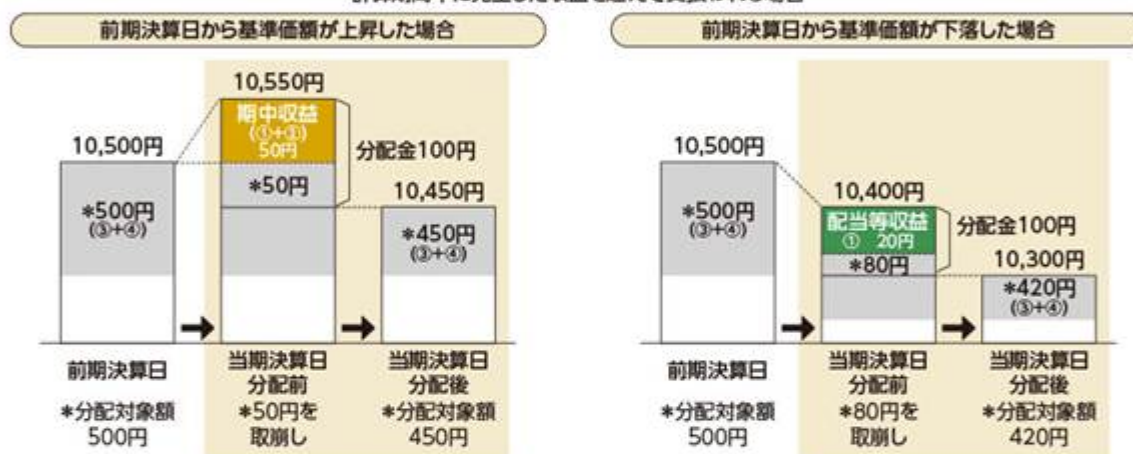 前期決算日から基準価額が上昇した場合
10,550円
10,500円
期中収益
(①+②)
50円
分配金100円
*50円
10,450円
*500円
(③+④)
*450円
(③+④)
前期決算日
*分配対象額
500円
当期決算日
分配前
*50円を
取崩し
当期決算日
分配後
*分配対象額
450円
前期決算日から基準価額が下落した場合
10,500円
10,400円
*500円
(③+④)
配当等収益
① 20円
分配金100円
*80円
10,300円
*420円
(③+④)
前期決算日
*分配対象額
500円
当期決算日
分配前
*80円を
取崩し
当期決算日
分配後
*分配対象額
420円